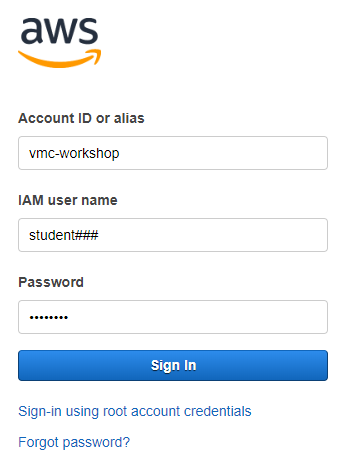 aws
Account ID or alias
vmc-workshop
IAM user name
student###
Password
••••••••
Sign In
Sign-in using root account credentials
Forgot password?